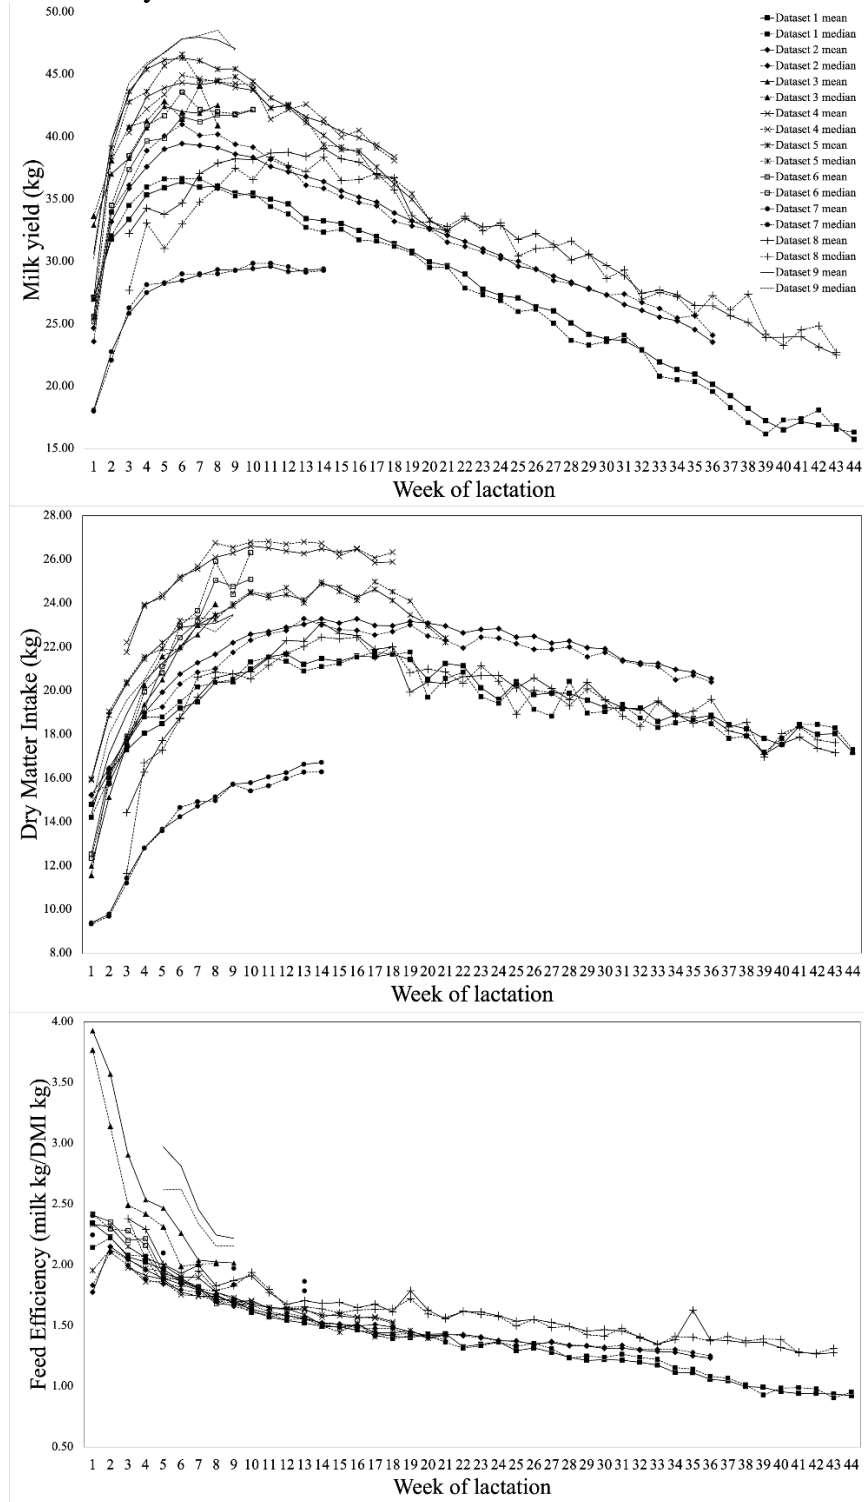 50.00
45.00
40.00
35.00
30.00
25.00
20.00
15.00
Milk yield (kg)
Dataset 1 mean
Dataset 1 median
Dataset 2 mean
Dataset 2 median
Dataset 3 mean
Dataset 3 median
Dataset 4 mean
Dataset 4 median
Dataset 5 mean
Dataset 5 median
Dataset 6 mean
Dataset 6 median
Dataset 7 mean
Dataset 7 median
Dataset 8 mean
Dataset 8 median
Dataset 9 mean
Dataset 9 median
1 2 3 4 5 6 7 8 9 10 11 12 13 14 15 16 17 18 19 20 21 22 23 24 25 26 27 28 29 30 31 32 33 34 35 36 37 38 39 40 41 42 43 44
Week of lactation
28.00
26.00
24.00
22.00
20.00
18.00
16.00
14.00
12.00
10.00
8.00
Dry Matter Intake (kg)
1 2 3 4 5 6 7 8 9 10 11 12 13 14 15 16 17 18 19 20 21 22 23 24 25 26 27 28 29 30 31 32 33 34 35 36 37 38 39 40 41 42 43 44
Week of lactation
4.00
3.50
3.00
2.50
2.00
1.50
1.00
0.50
Feed Efficiency (milk kg/DMI kg)
1 2 3 4 5 6 7 8 9 10 11 12 13 14 15 16 17 18 19 20 21 22 23 24 25 26 27 28 29 30 31 32 33 34 35 36 37 38 39 40 41 42 43 44
Week of lactation